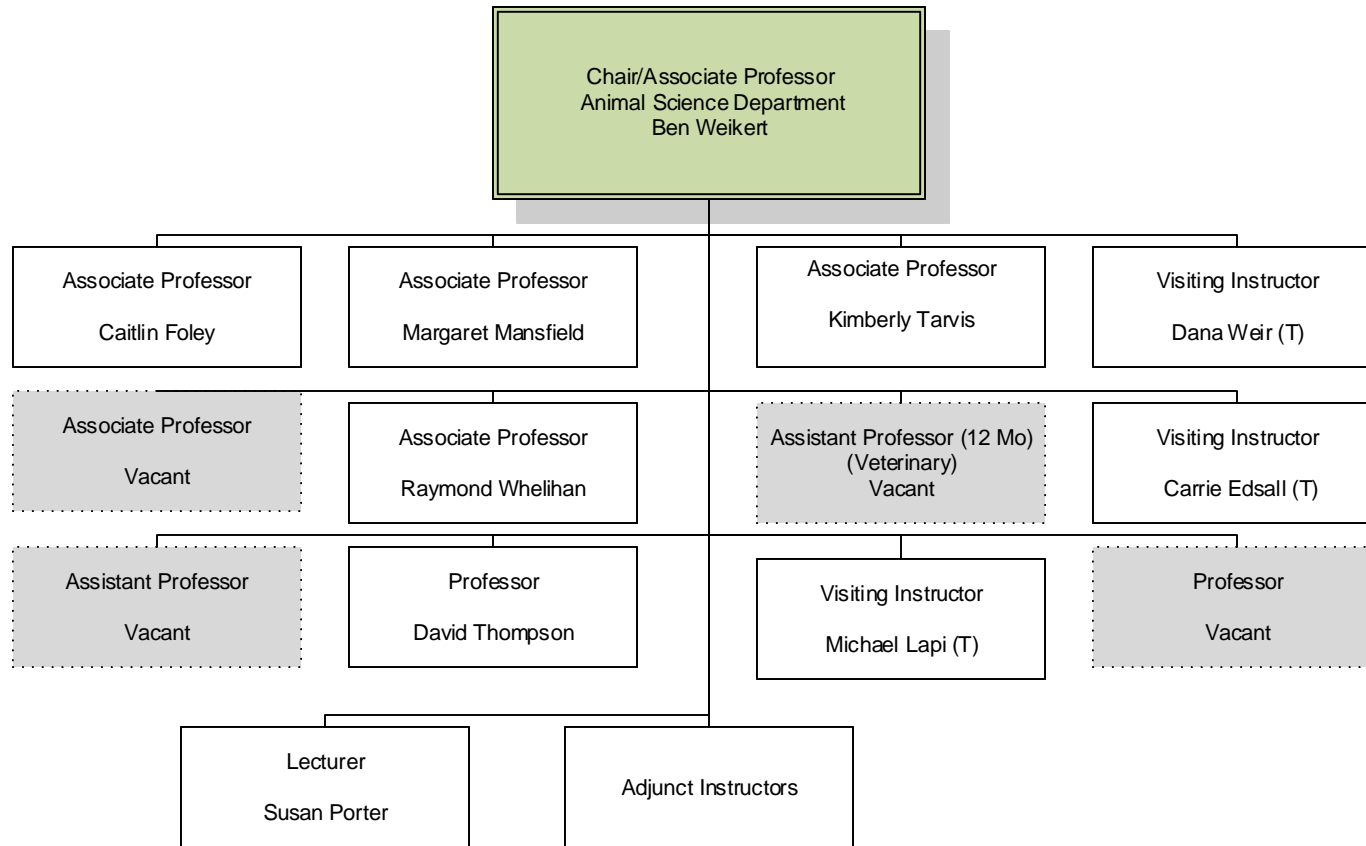 Chair/Associate Professor
Animal Science Department
Ben Weikert
Associate Professor
Caitlin Foley
Associate Professor
Margaret Mansfield
Associate Professor
Kimberly Tarvis
Visiting Instructor
Dana Weir (T)
Associate Professor
Vacant
Associate Professor
Raymond Whelihan
Assistant Professor (12 Mo)
(Veterinary)
Vacant
Visiting Instructor
Carrie Edsall (T)
Assistant Professor
Vacant
Professor
David Thompson
Visiting Instructor
Michael Lapi (T)
Professor
Vacant
Lecturer
Susan Porter
Adjunct Instructors